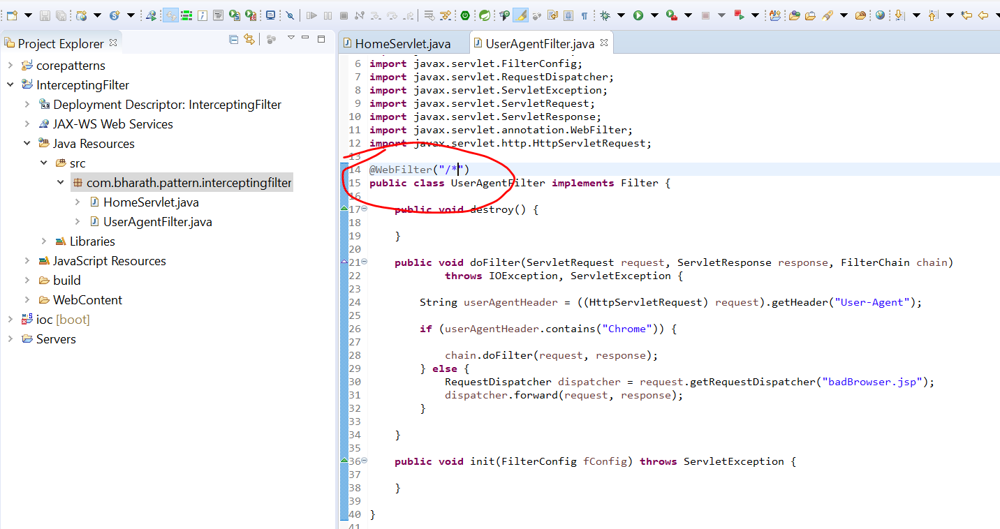 Project Explorer
corepatterns
InterceptingFilter
Deployment Descriptor: InterceptingFilter
JAX-WS Web Services
Java Resources
src
com.bharath.pattern.interceptingfilter
HomeServlet.java
UserAgentFilter.java
Libraries
JavaScript Resources
build
WebContent
ioc [boot]
Servers
HomeServlet.java
UserAgentFilter.java
6 import javax.servlet.FilterConfig;
7 import javax.servlet.RequestDispatcher;
8 import javax.servlet.ServletException;
9 import javax.servlet.ServletRequest;
10 import javax.servlet.ServletResponse;
11 import javax.servlet.annotation.WebFilter;
12 import javax.servlet.http.HttpServletRequest;
13
14 @WebFilter("/*")
15 public class UserAgentFilter implements Filter {
16
17     public void destroy() {
18
19     }
20
21     public void doFilter(ServletRequest request, ServletResponse response, FilterChain chain)
22             throws IOException, ServletException {
23
24         String userAgentHeader = ((HttpServletRequest) request).getHeader("User-Agent");
25
26         if (userAgentHeader.contains("Chrome")) {
27
28             chain.doFilter(request, response);
29         } else {
30             RequestDispatcher dispatcher = request.getRequestDispatcher("badBrowser.jsp");
31             dispatcher.forward(request, response);
32         }
33
34     }
35
36     public void init(FilterConfig fConfig) throws ServletException {
37
38     }
39
40 }
41